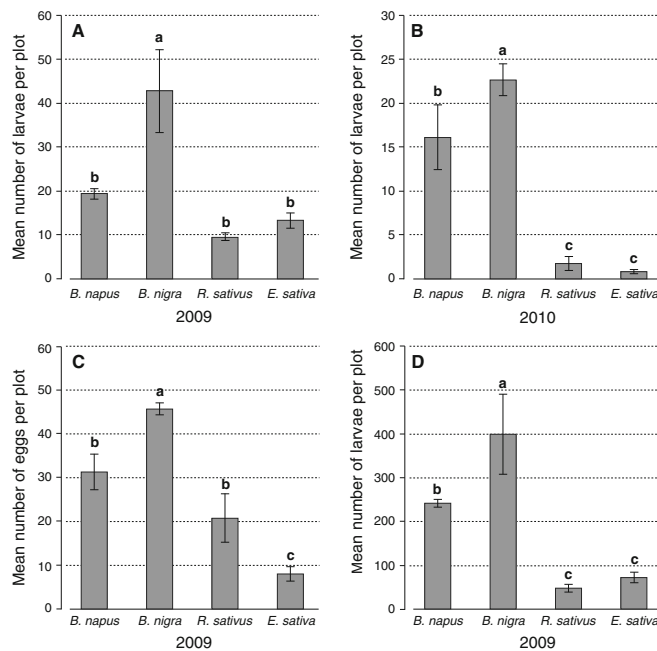 A
Mean number of larvae per plot
60
50
40
30
20
10
0
b
a
b
b
B. napus B. nigra R. sativus E. sativa
2009
B
Mean number of larvae per plot
30
25
20
15
10
5
0
b
a
c
c
B. napus B. nigra R. sativus E. sativa
2010
C
Mean number of eggs per plot
60
50
40
30
20
10
0
b
a
b
c
B. napus B. nigra R. sativus E. sativa
2009
D
Mean number of larvae per plot
600
500
400
300
200
100
0
b
a
c
c
B. napus B. nigra R. sativus E. sativa
2009